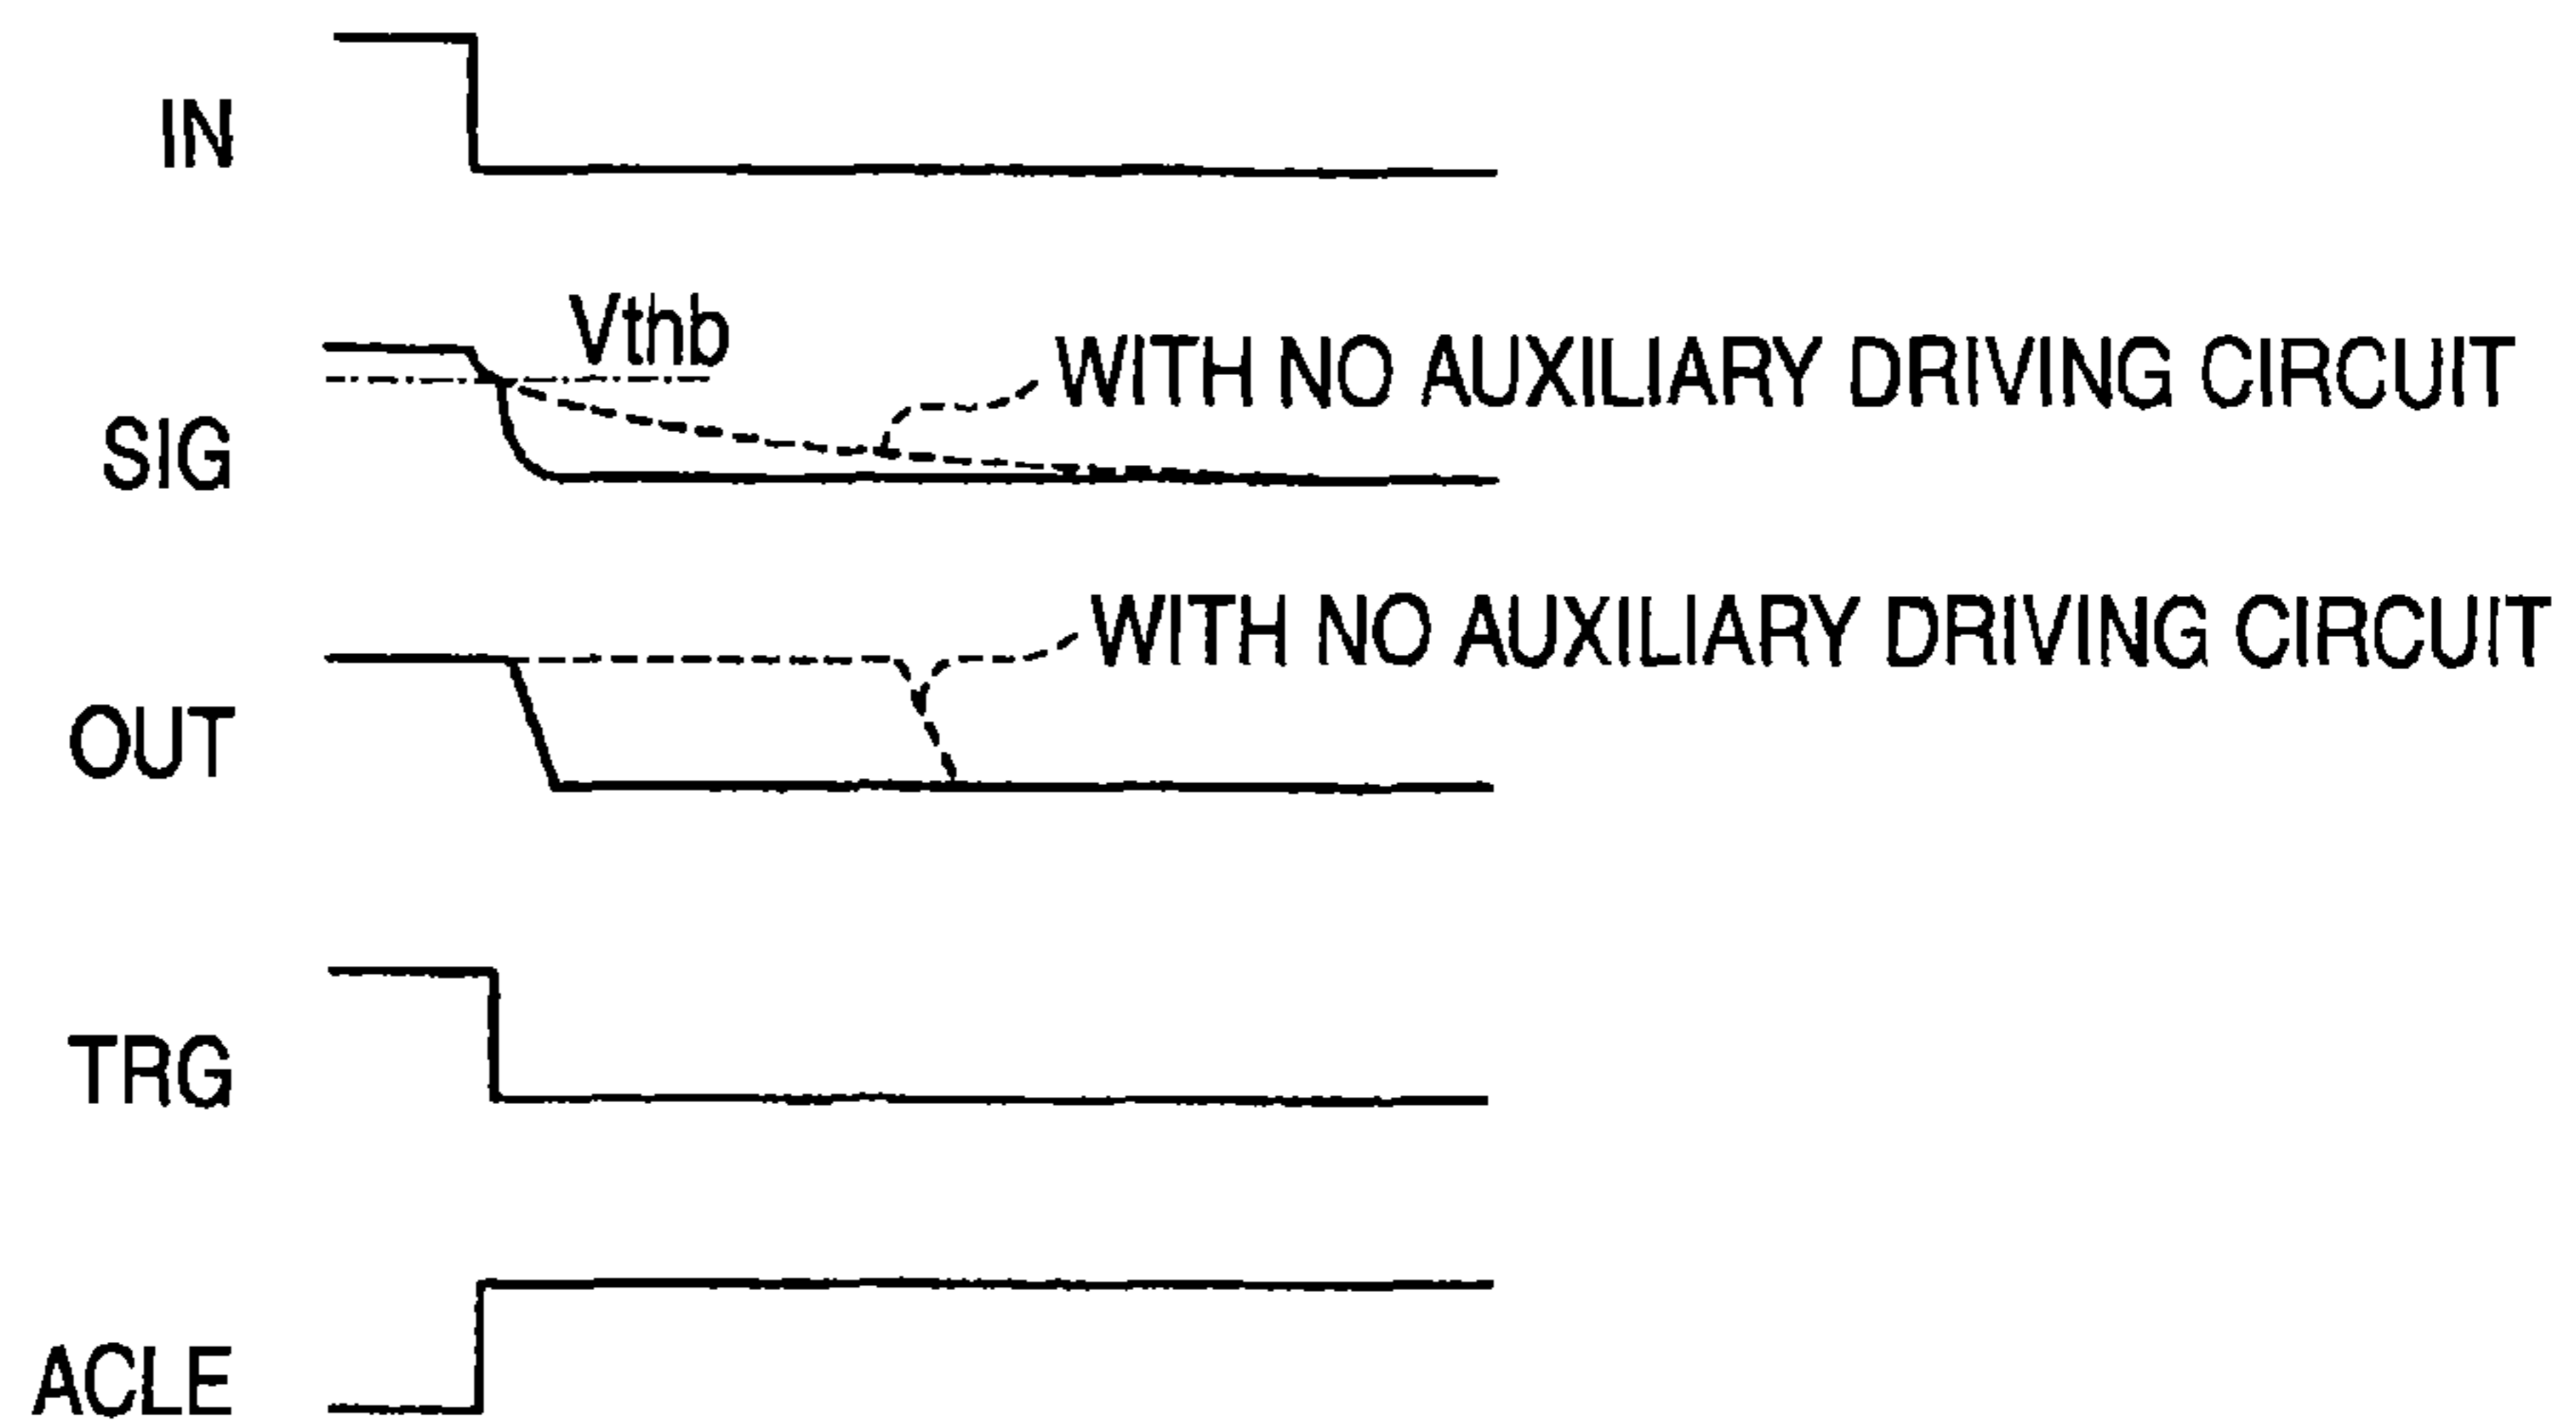 IN
Vthb
WITH NO AUXILIARY DRIVING CIRCUIT
SIG
WITH NO AUXILIARY DRIVING CIRCUIT
OUT
TRG
ACLE